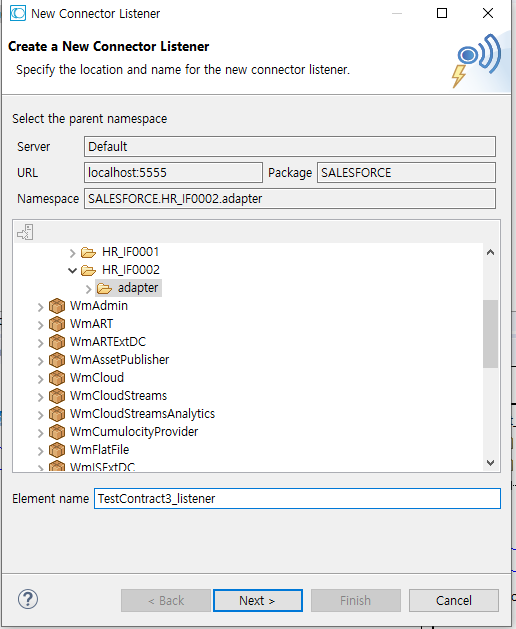 New Connector Listener
Create a New Connector Listener
Specify the location and name for the new connector listener.
Select the parent namespace
Server Default
URL localhost:5555 Package SALESFORCE
Namespace SALESFORCE.HR_IF0002.adapter
HR_IF0001
HR_IF0002
adapter
WmAdmin
WmART
WmARTExtDC
WmAssetPublisher
WmCloud
WmCloudStreams
WmCloudStreamsAnalytics
WmCumulocityProvider
WmFlatFile
WmISExtDC
Element name TestContract3_listener
? < Back Next > Finish Cancel